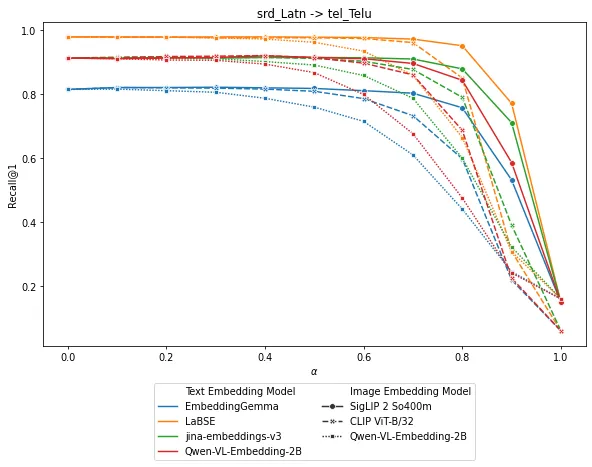 srd_Latn -> tel_Telu
Recall@1
1.0
0.8
0.6
0.4
0.2
0.0 0.2 0.4 0.6 0.8 1.0
α
Text Embedding Model
EmbeddingGemma
LaBSE
jina-embeddings-v3
Qwen-VL-Embedding-2B
Image Embedding Model
SigLIP 2 So400m
CLIP ViT-B/32
Qwen-VL-Embedding-2B